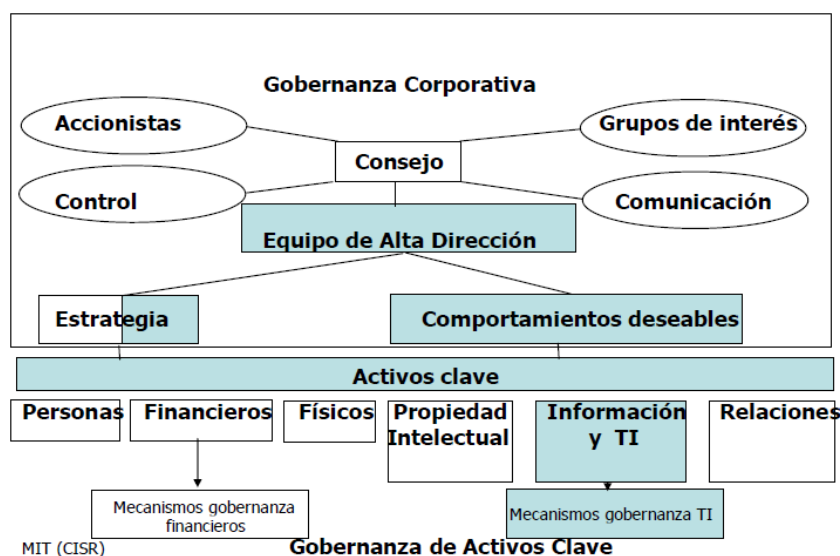 Gobernanza Corporativa
Accionistas
Grupos de interés
Consejo
Control
Comunicación
Equipo de Alta Dirección
Estrategia
Comportamientos deseables
Activos clave
Personas
Financieros
Físicos
Propiedad
Intelectual
Información
y TI
Relaciones
Mecanismos gobernanza
financieros
Mecanismos gobernanza TI
MIT (CISR)
Gobernanza de Activos Clave